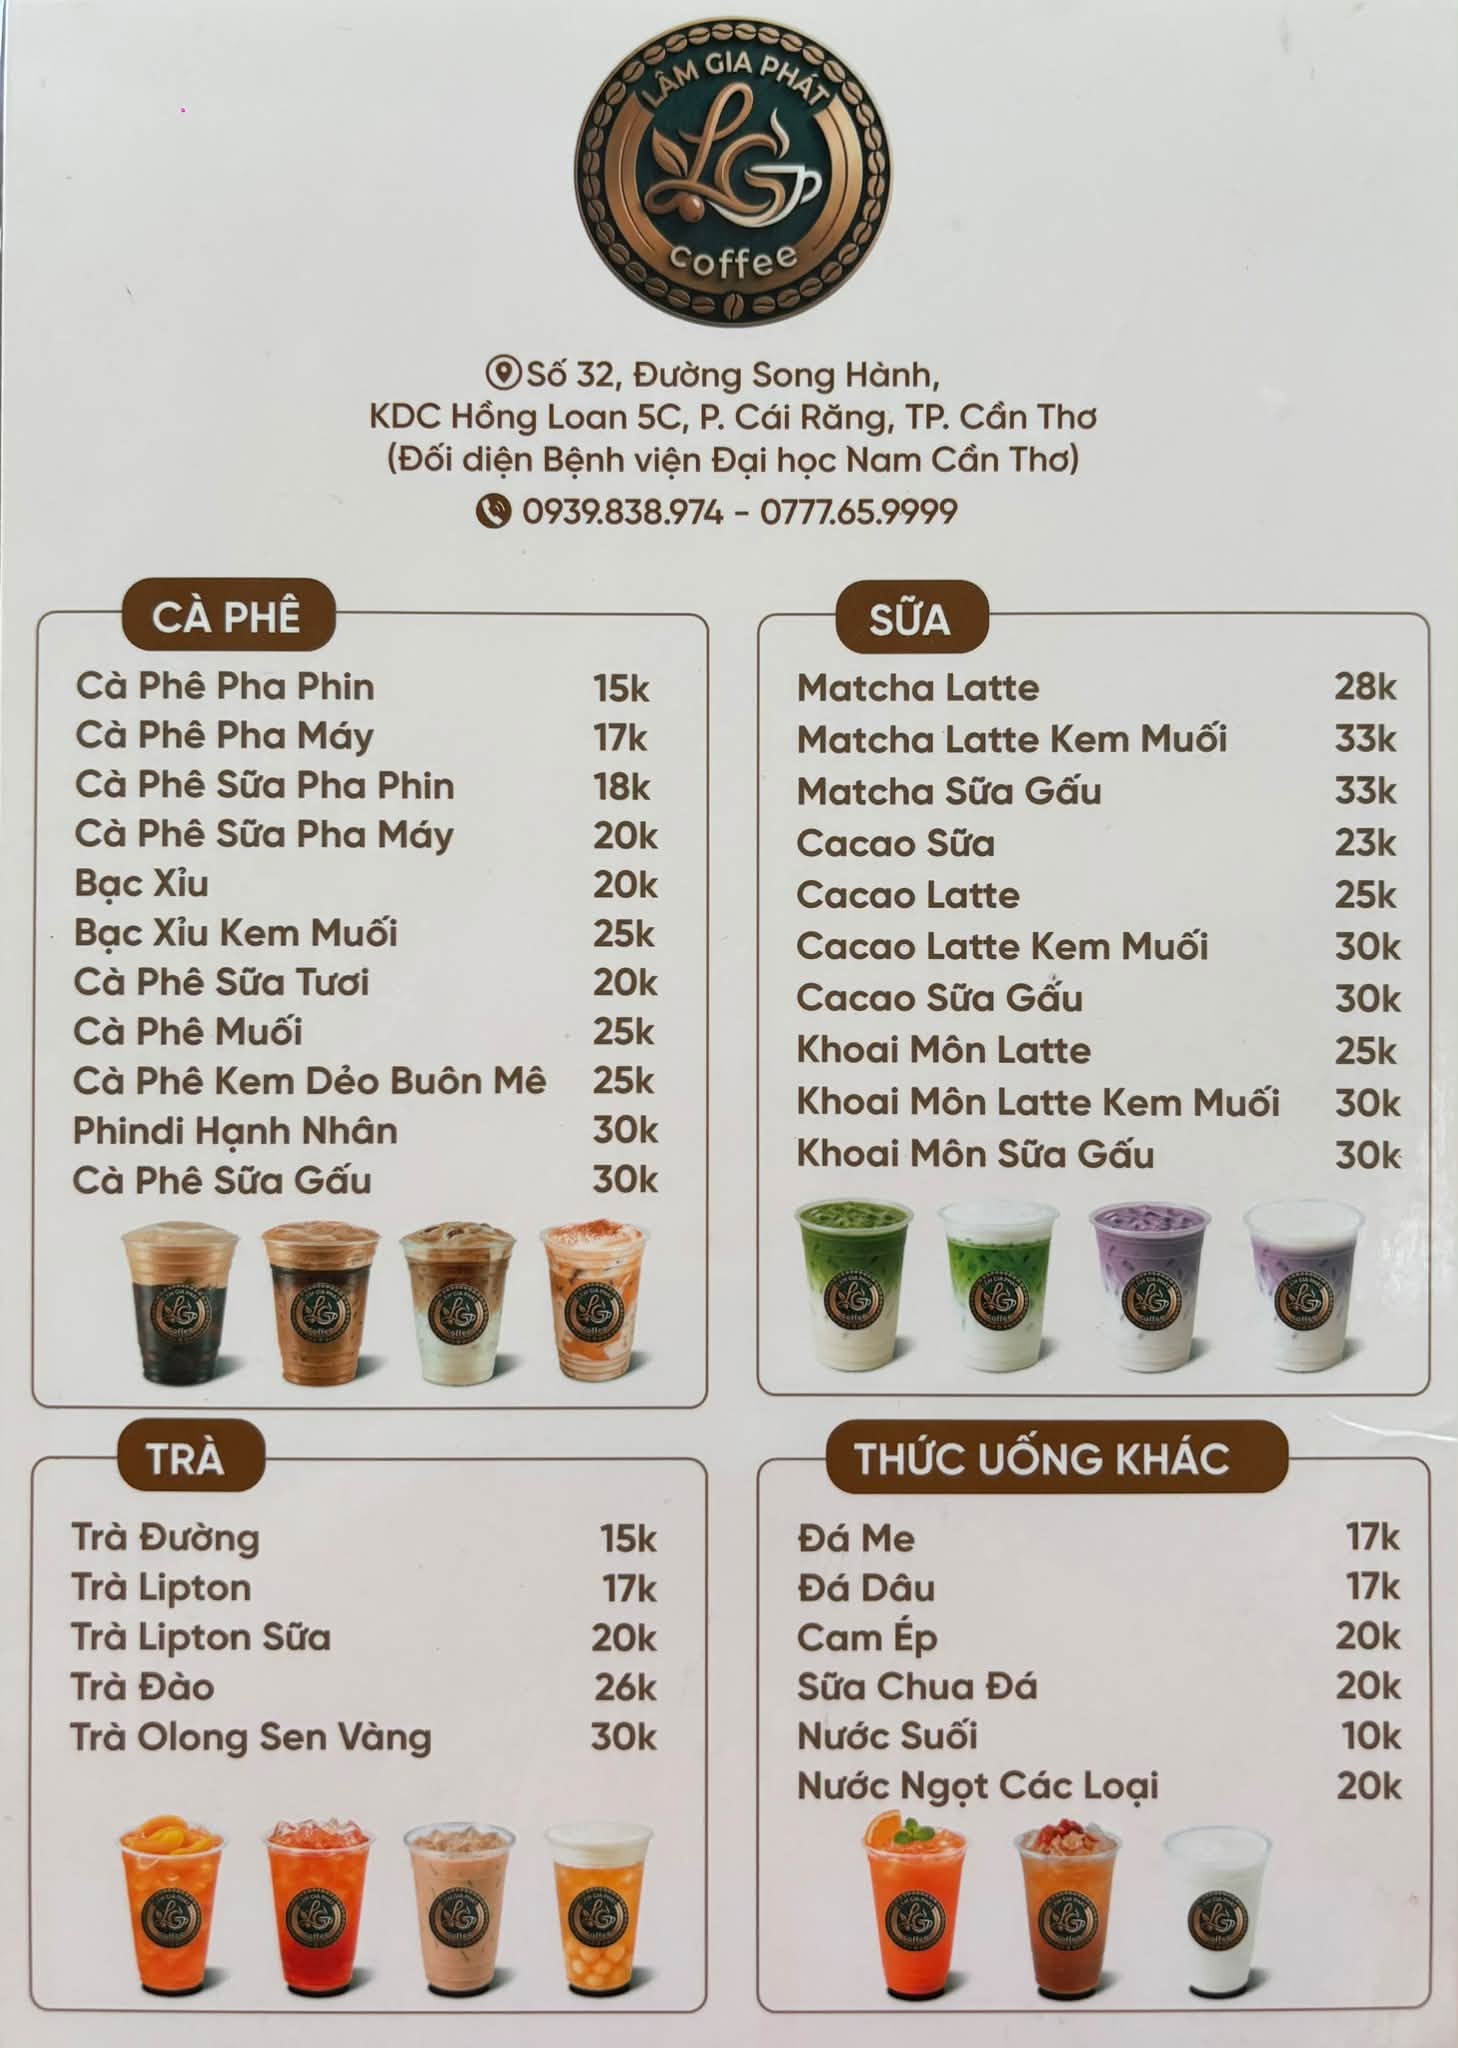 LÂM GIA PHÁT
LG
coffee
Số 32, Đường Song Hành,
KDC Hồng Loan 5C, P. Cái Răng, TP. Cần Thơ
(Đối diện Bệnh viện Đại học Nam Cần Thơ)
0939.838.974 - 0777.65.9999
CÀ PHÊ
Cà Phê Pha Phin 15k
Cà Phê Pha Máy 17k
Cà Phê Sữa Pha Phin 18k
Cà Phê Sữa Pha Máy 20k
Bạc Xỉu 20k
Bạc Xỉu Kem Muối 25k
Cà Phê Sữa Tươi 20k
Cà Phê Muối 25k
Cà Phê Kem Dẻo Buôn Mê 25k
Phindi Hạnh Nhân 30k
Cà Phê Sữa Gấu 30k
SỮA
Matcha Latte 28k
Matcha Latte Kem Muối 33k
Matcha Sữa Gấu 33k
Cacao Sữa 23k
Cacao Latte 25k
Cacao Latte Kem Muối 30k
Cacao Sữa Gấu 30k
Khoai Môn Latte 25k
Khoai Môn Latte Kem Muối 30k
Khoai Môn Sữa Gấu 30k
TRÀ
Trà Đường 15k
Trà Lipton 17k
Trà Lipton Sữa 20k
Trà Đào 26k
Trà Olong Sen Vàng 30k
THỨC UỐNG KHÁC
Đá Me 17k
Đá Dâu 17k
Cam Ép 20k
Sữa Chua Đá 20k
Nước Suối 10k
Nước Ngọt Các Loại 20k